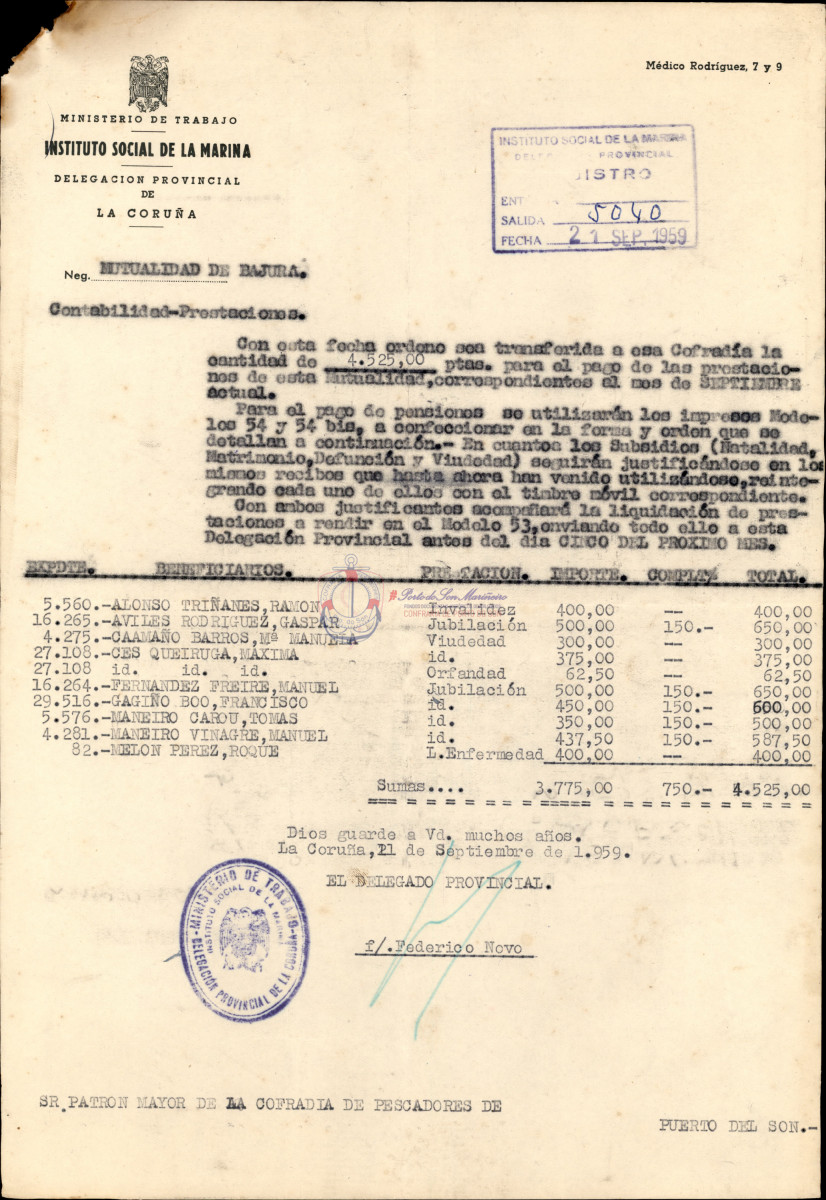 Médico Rodríguez, 7 y 9
MINISTERIO DE TRABAJO
INSTITUTO SOCIAL DE LA MARINA
DELEGACION PROVINCIAL
DE
LA CORUÑA
INSTITUTO SOCIAL DE LA MARINA
PROVINCIAL
ISTRO
ENT
SALIDA 5040
FECHA 21 SEP. 1959
Neg. MUTUALIDAD DE BAJURA.
Contabilidad-Prestaciones.
Con esta fecha ordeno sea transferida a esa Cofradía la
cantidad de 4.525,00 ptas. para el pago de las prestacio-
nes de esta Mutualidad,correspondientes al mes de SEPTIEMBRE
Actual.
Para el pago de pensiones se utilizarán los impresos Mode-
los 54 y 54 bis, a confeccionar en la forma y orden que se
detallan a continuación.- En cuantoa los Subsidios (Natalidad,
Matrimonio,Defunción y Viudedad) seguirán justificándose en los
mismos recibos que hasta ahora han venido utilizándose,reinte-
grando cada uno de ellos con el timbre móvil correspondiente.
Con ambos justificantes acompañará la liquidación de pres-
taciones a rendir en el Modelo 53,enviando todo ello a esta
Delegación Provincial antes del dia CINCO DEL PROXIMO MES.
EXPDTE. BENEFICIARIOS. PRESTACION. IMPORTE. COMPLTº TOTAL.
Porto de Son Mariñeiro
5.560.-ALONSO TRIÑANES,RAMON Invalidez 400,00 -- 400,00
16.265.-AVILES RODRIGUEZ,GASPAR Jubilación 500,00 150.- 650,00
4.275.-CAAMAÑO BARROS,Mª MANUELA Viudedad 300,00 -- 300,00
27.108.-CES QUEIRUGA,MAXIMA id. 375,00 -- 375,00
27.108 id. id. id. Orfandad 62,50 -- 62,50
16.264.-FERNANDEZ FREIRE,MANUEL Jubilación 500,00 150.- 650,00
29.516.-GAGIÑO BOO,FRANCISCO id. 450,00 150.- 600,00
5.576.-MANEIRO CAROU,TOMAS id. 350,00 150.- 500,00
4.281.-MANEIRO VINAGRE,MANUEL id. 437,50 150.- 587,50
82.-MELON PEREZ,ROQUE L.Enfermedad 400,00 -- 400,00
Sumas.... 3.775,00 750.- 4.525,00
Dios guarde a Vd. muchos años.
La Coruña,21 de Septiembre de 1.959.
EL DELEGADO PROVINCIAL.
MINISTERIO DE TRABAJO
INSTITUTO SOCIAL DE LA MARINA
DELEGACIÓN PROVINCIAL DE LA CORUÑA
f/.Federico Novo
SR.PATRON MAYOR DE LA COFRADIA DE PESCADORES DE
PUERTO DEL SON.-